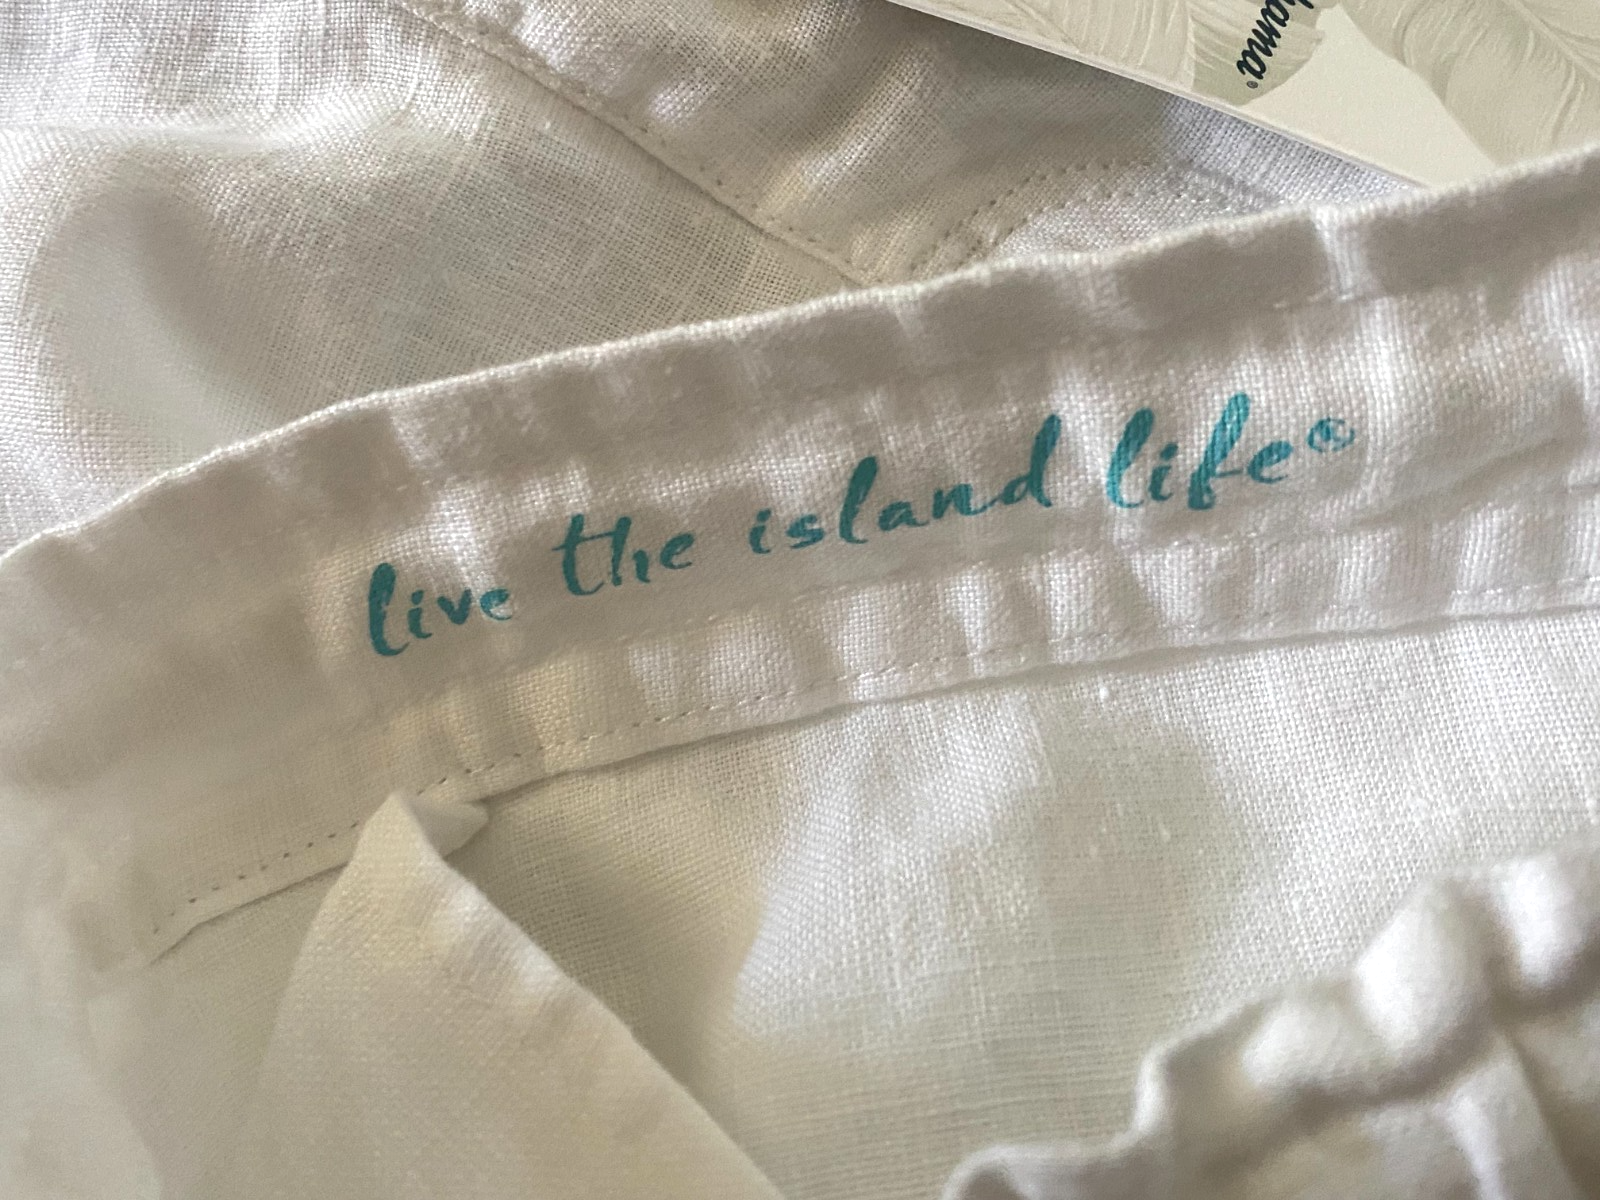 live the island life®